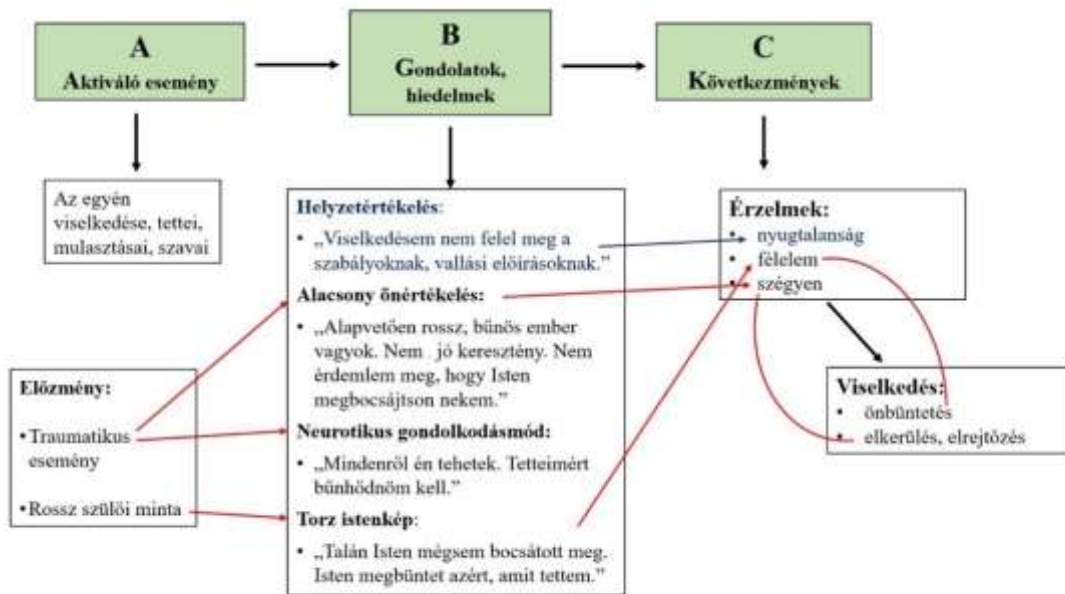 A
Aktiváló esemény
B
Gondolatok,
hiedelmek
C
Következmények
Az egyén
viselkedése, tettei,
mulasztásai, szavai
Előzmény:
•Traumatikus
esemény
•Rossz szülői minta
Helyzetértékelés:
• „Viselkedésem nem felel meg a
szabályoknak, vallási előírásoknak.”
Alacsony önértékelés:
• „Alapvetően rossz, bűnös ember
vagyok. Nem . jó keresztény. Nem
érdemlem meg, hogy Isten
megbocsájtson nekem.”
Neurotikus gondolkodásmód:
• „Mindenről én tehetek. Tetteimért
bűnhödnöm kell.”
Torz istenkép:
• „Talán Isten mégsem bocsátott meg.
Isten megbüntet azért, amit tettem.”
Érzelmek:
• nyugtalanság
• félelem
• szégyen
Viselkedés:
• önbüntetés
• elkerülés, elrejtőzés